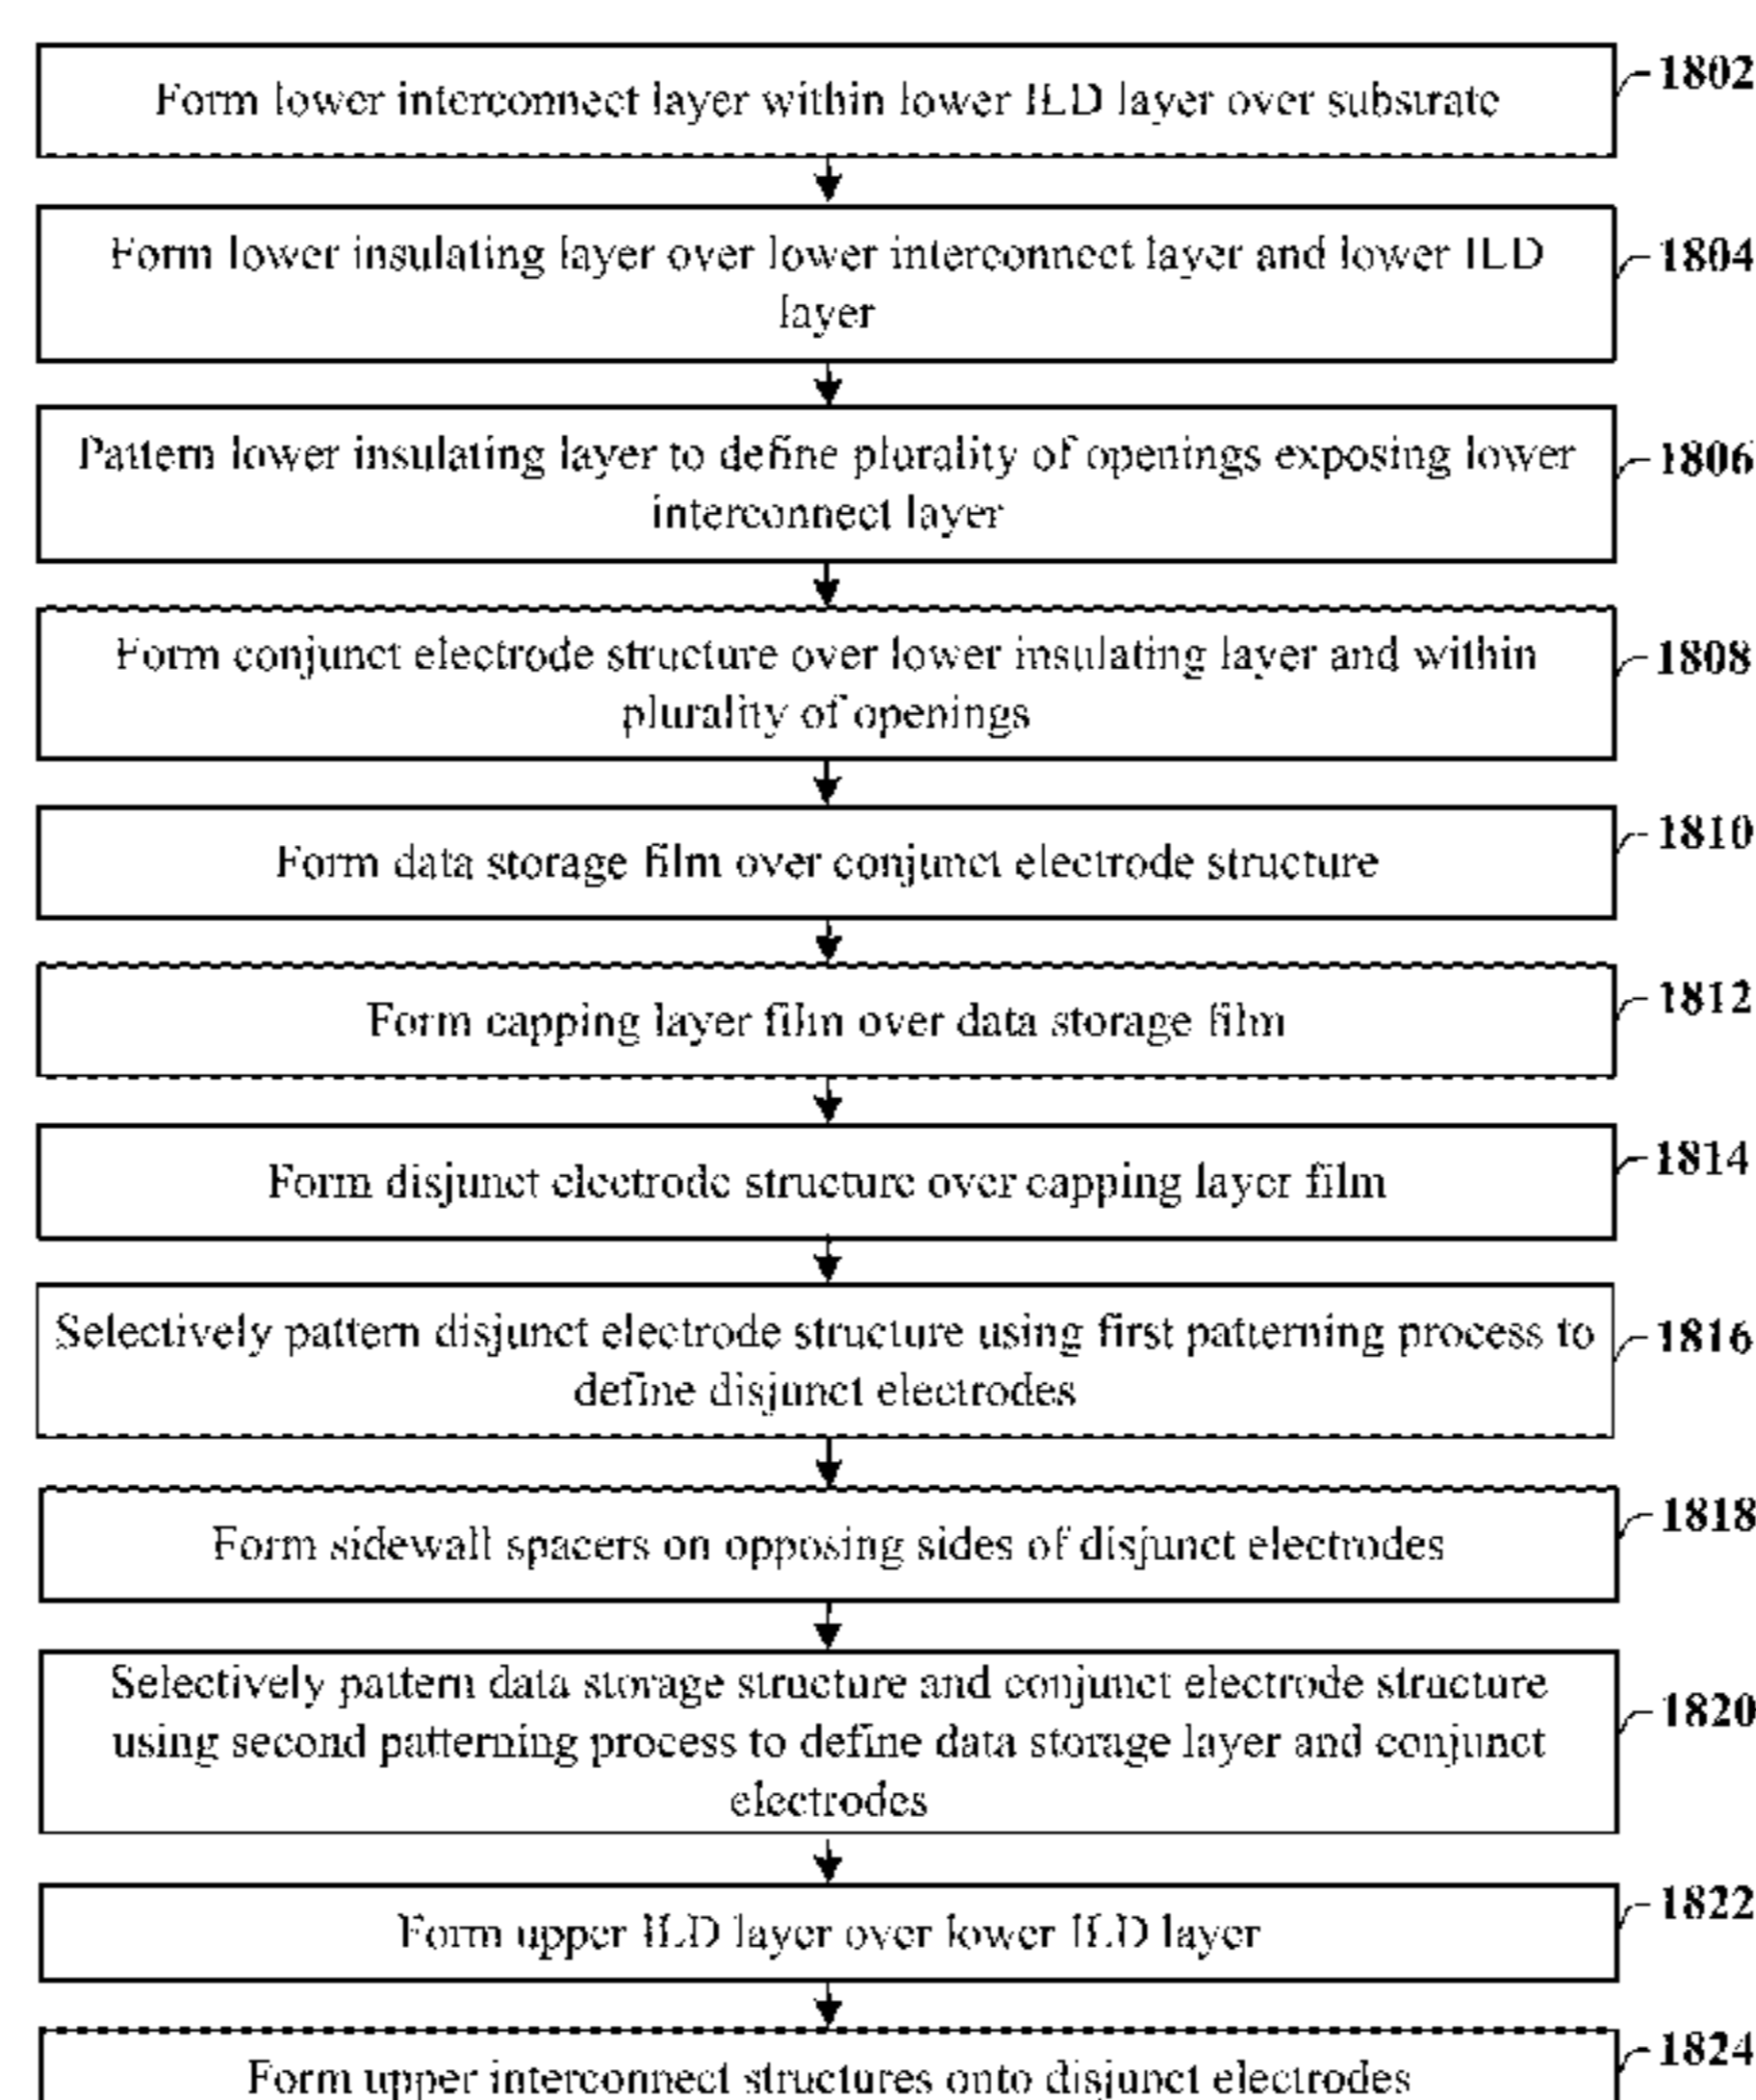 Form lower interconnect layer within lower ILD layer over substrate
1802
Form lower insulating layer over lower interconnect layer and lower ILD
layer
1804
Pattern lower insulating layer to define plurality of openings exposing lower
interconnect layer
1806
Form conjunct electrode structure over lower insulating layer and within
plurality of openings
1808
Form data storage film over conjunct electrode structure
1810
Form capping layer film over data storage film
1812
Form disjunct electrode structure over capping layer film
1814
Selectively pattern disjunct electrode structure using first patterning process to
define disjunct electrodes
1816
Form sidewall spacers on opposing sides of disjunct electrodes
1818
Selectively pattern data storage structure and conjunct electrode structure
using second patterning process to define data storage layer and conjunct
electrodes
1820
Form upper ILD layer over lower ILD layer
1822
Form upper interconnect structures onto disjunct electrodes
1824